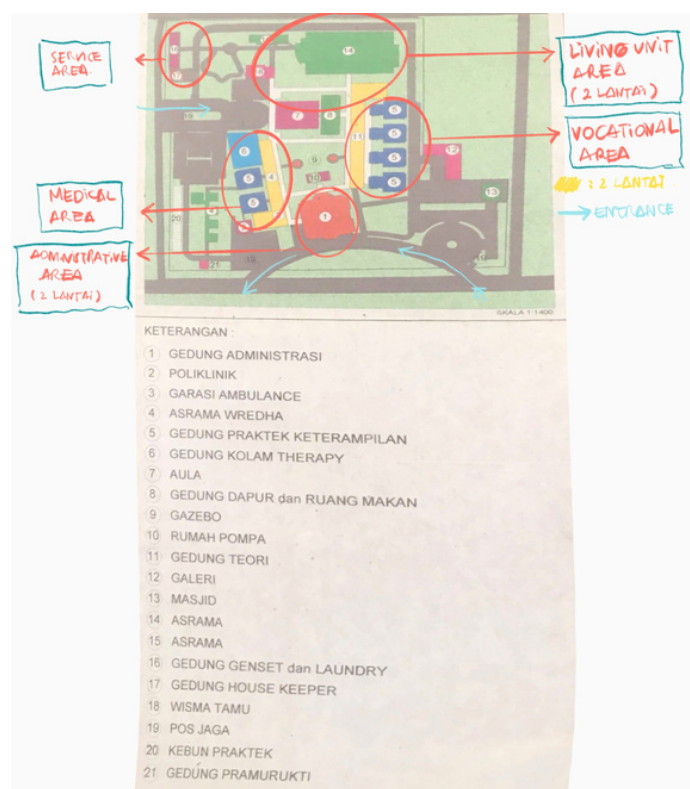 SERVICE
AREA
LIVING UNIT
AREA
(2 LANTAI)
VOCATIONAL
AREA
: 2 LANTAI
ENTRANCE
MEDICAL
AREA
ADMINISTRATIVE
AREA
(2 LANTAI)
SKALA 1:1400
KETERANGAN :
1 GEDUNG ADMINISTRASI
2 POLIKLINIK
3 GARASI AMBULANCE
4 ASRAMA WREDHA
5 GEDUNG PRAKTEK KETERAMPILAN
6 GEDUNG KOLAM THERAPY
7 AULA
8 GEDUNG DAPUR dan RUANG MAKAN
9 GAZEBO
10 RUMAH POMPA
11 GEDUNG TEORI
12 GALERI
13 MASJID
14 ASRAMA
15 ASRAMA
16 GEDUNG GENSET dan LAUNDRY
17 GEDUNG HOUSE KEEPER
18 WISMA TAMU
19 POS JAGA
20 KEBUN PRAKTEK
21 GEDUNG PRAMURUKTI